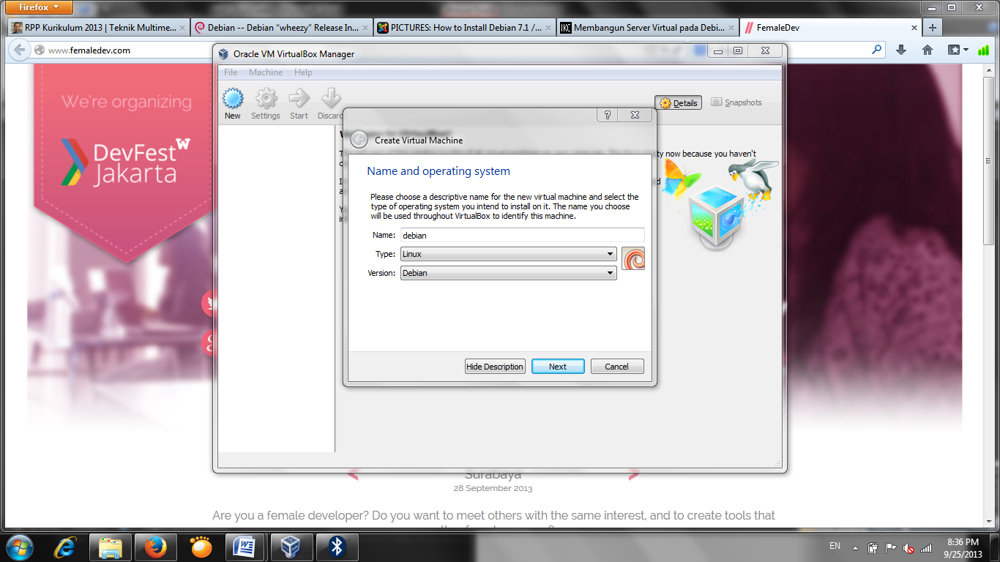 Firefox
RPP Kurikulum 2013 | Teknik Multime...
Debian -- Debian "wheezy" Release In...
PICTURES: How to Install Debian 7.1 /...
IKC
Membangun Server Virtual pada Debi...
FemaleDev
www.femaledev.com
We're organizing
DevFest W
Jakarta
Oracle VM VirtualBox Manager
File
Machine
Help
New
Settings
Start
Discard
Details
Snapshots
y now because you haven't
?
Create Virtual Machine
Name and operating system
Please choose a descriptive name for the new virtual machine and select the
type of operating system you intend to install on it. The name you choose
will be used throughout VirtualBox to identify this machine.
Name:
debian
Type:
Linux
Version:
Debian
Hide Description
Next
Cancel
Surabaya
28 September 2013
Are you a female developer? Do you want to meet others with the same interest, and to create tools that
EN
8:36 PM
9/25/2013